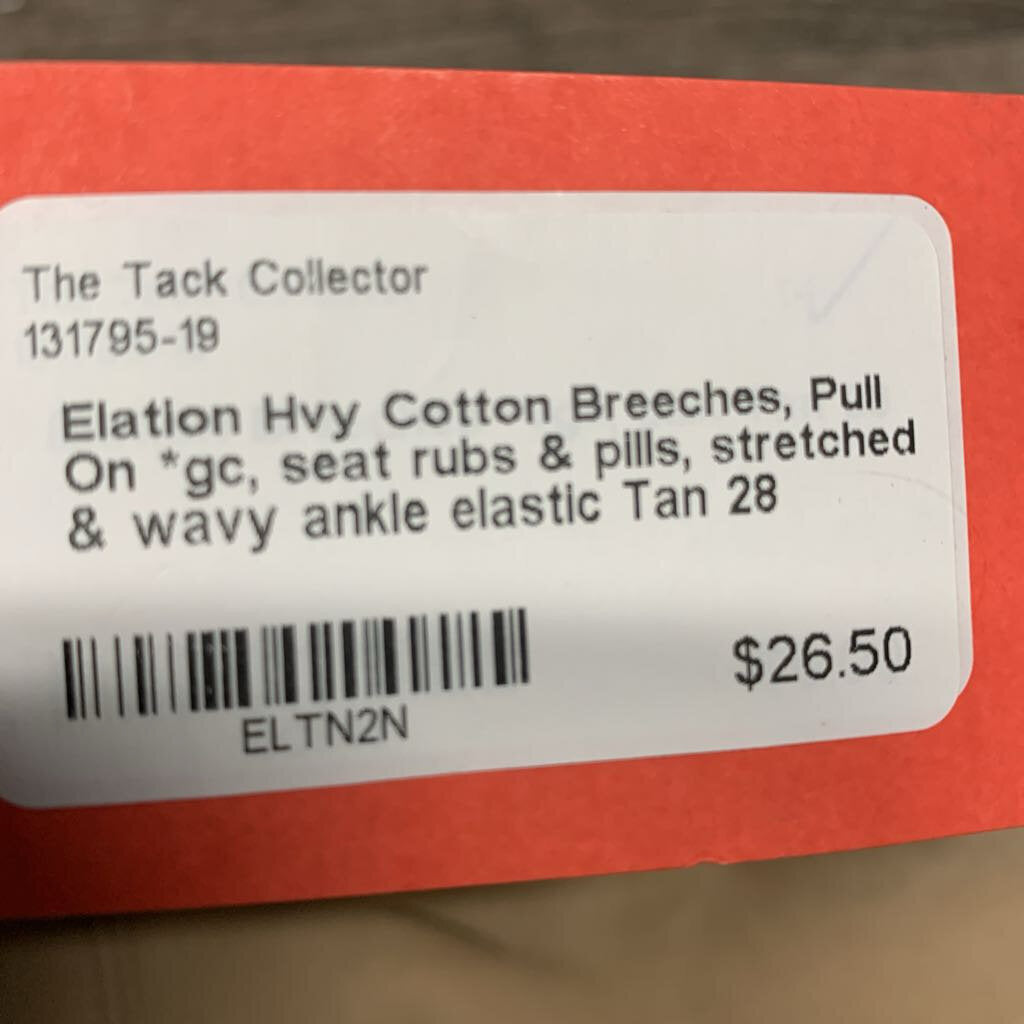 The Tack Collector
131795-19
Elation Hvy Cotton Breeches, Pull
On *gc, seat rubs & pills, stretched
& wavy ankle elastic Tan 28
$26.50
ELTN2N